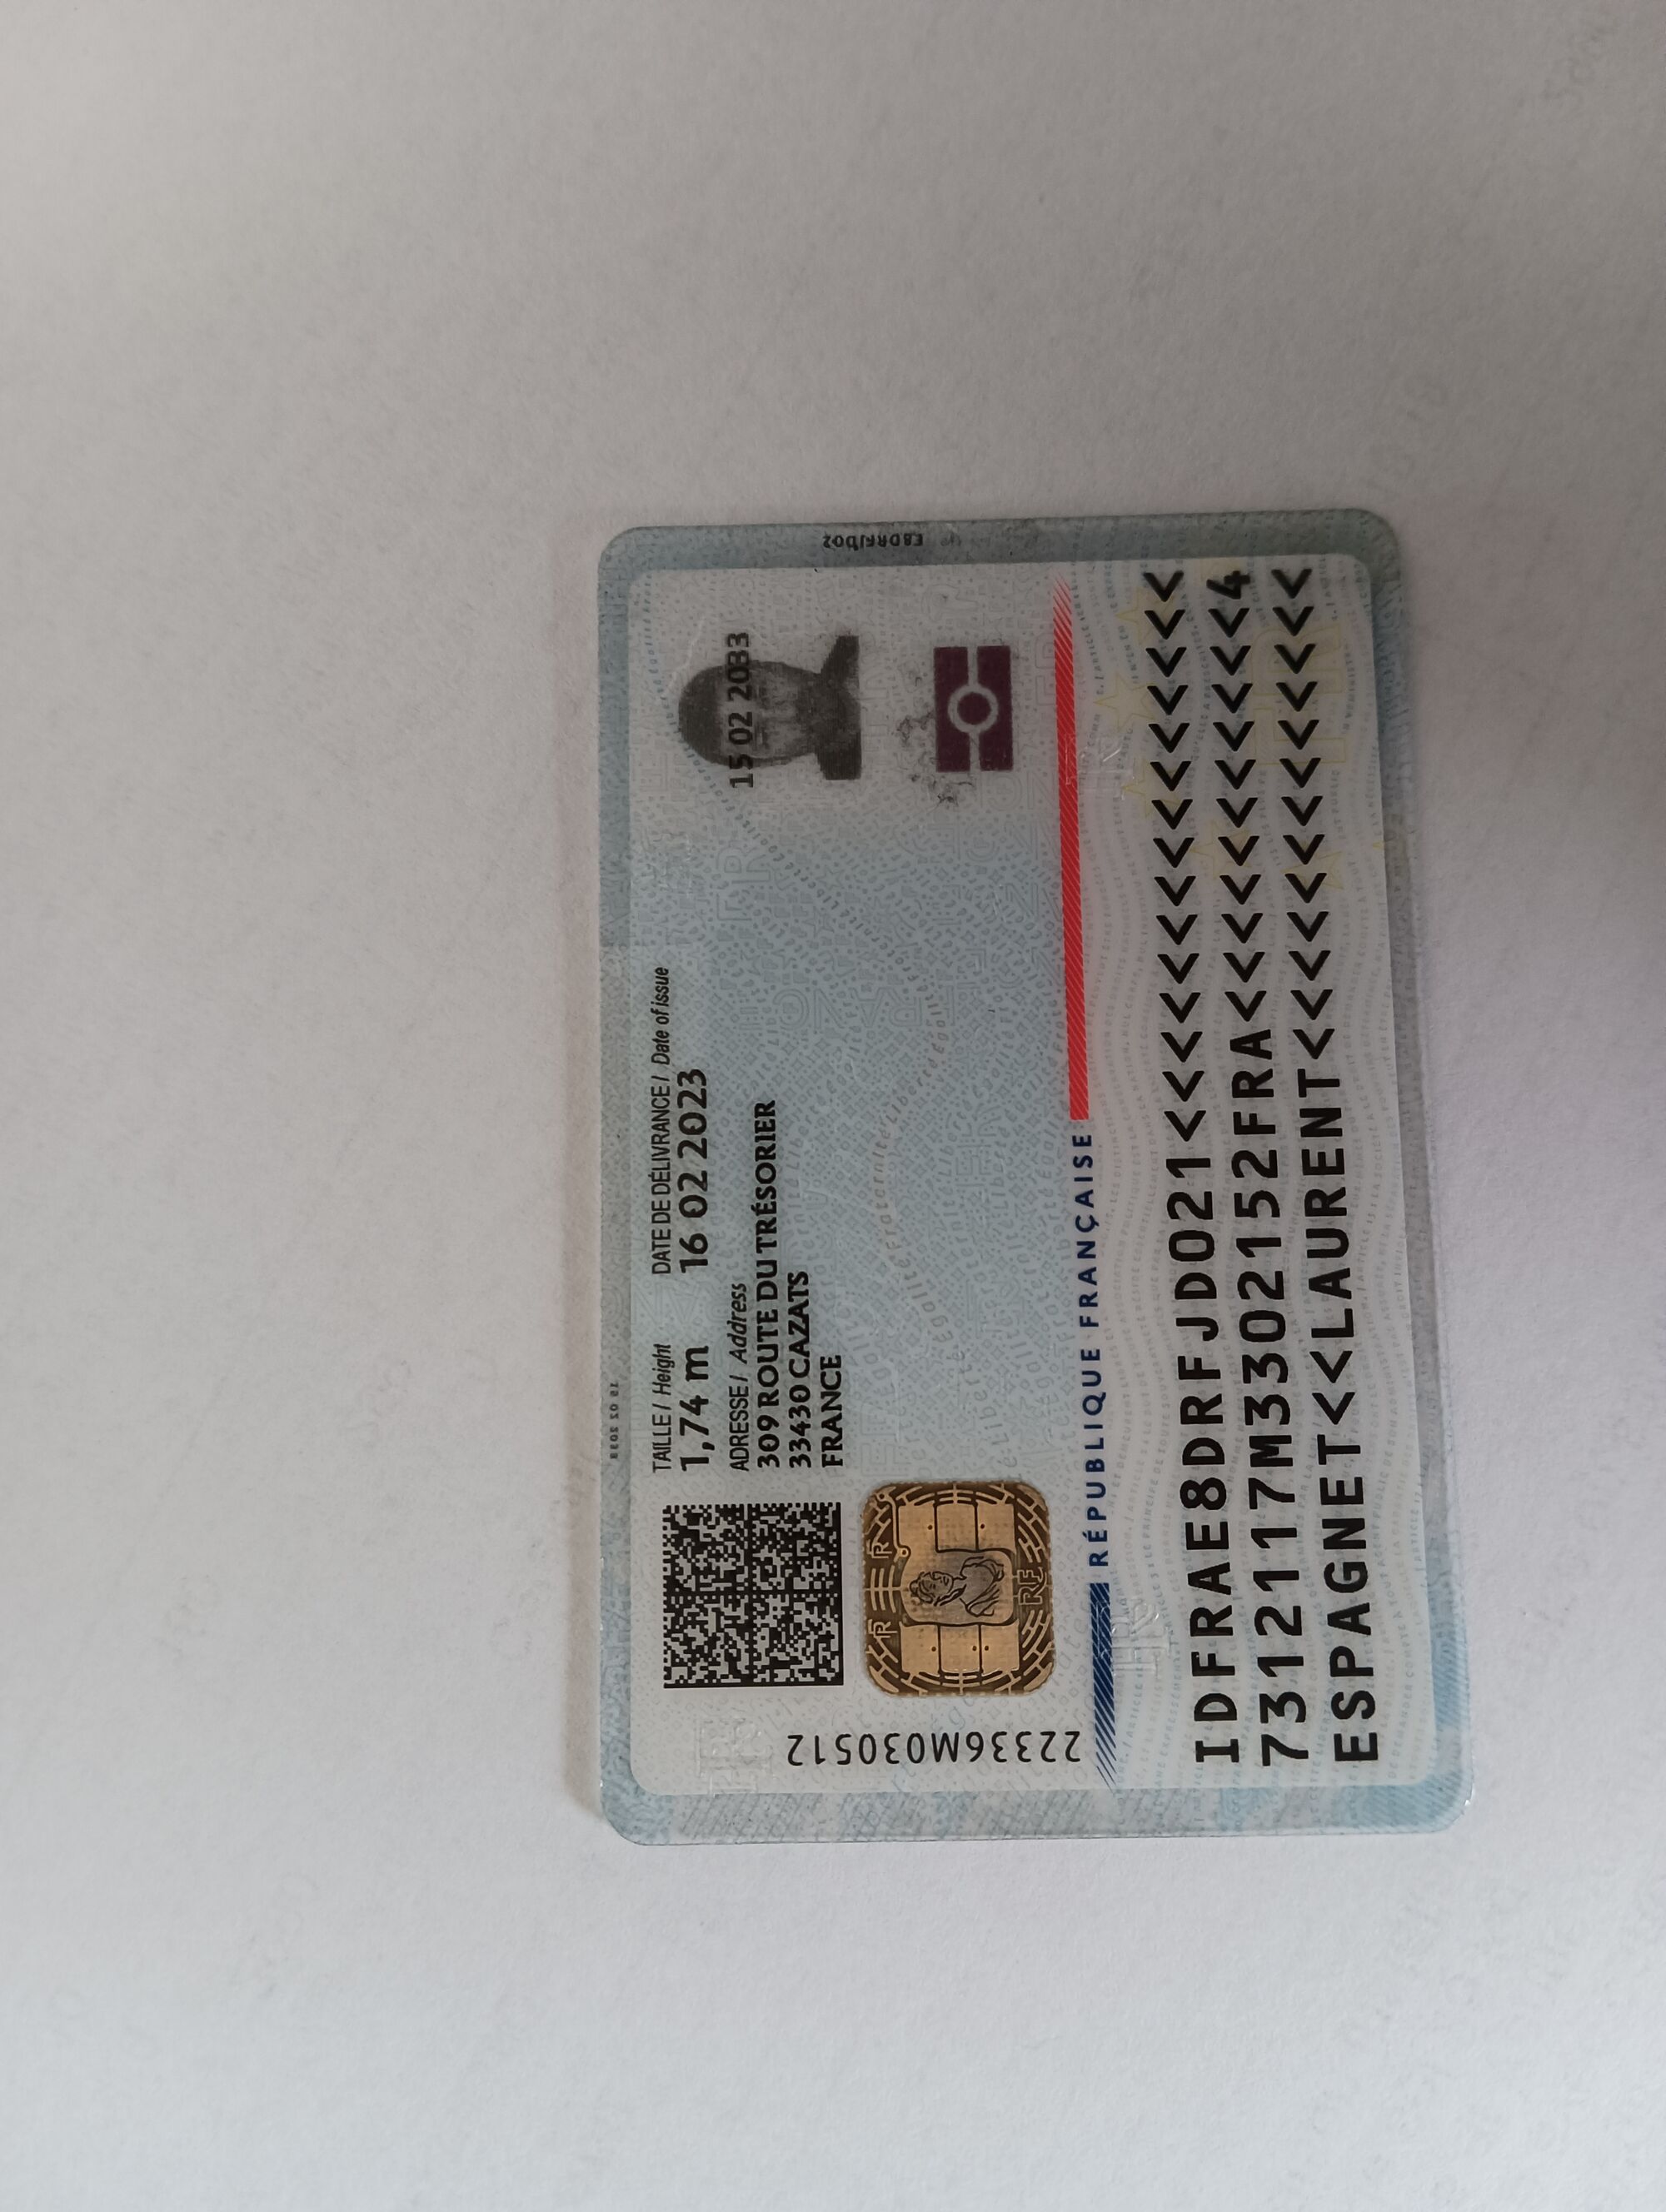 TAILLE / Height
1,74 m
DATE DE DÉLIVRANCE / Date of issue
16 02 2023
ADRESSE / Address
309 ROUTE DU TRÉSORIER
33430 CAZATS
FRANCE
15 02 2033
22336M030512
RÉPUBLIQUE FRANÇAISE
IDFRAE8DRFJDO21<<<<<<<<<<<<<<<
7312117M3302152FRA<<<<<<<<<<<4
ESPAGNET<<LAURENT<<<<<<<<<<<<<